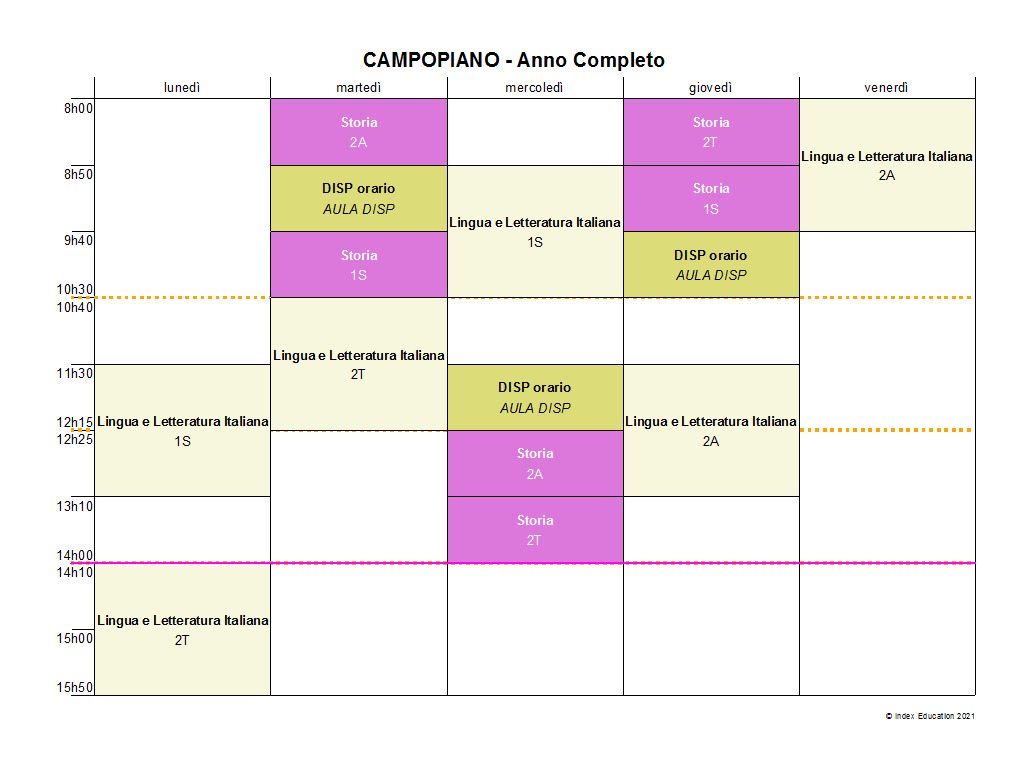 CAMPOPIANO - Anno Completo
lunedì martedì mercoledì giovedì venerdì
8h00
Storia
2A
Storia
2T
Lingua e Letteratura Italiana
2A
8h50
DISP orario
AULA DISP
Lingua e Letteratura Italiana
1S
Storia
1S
9h40
Storia
1S
DISP orario
AULA DISP
10h30
10h40
Lingua e Letteratura Italiana
2T
11h30
Lingua e Letteratura Italiana
1S
DISP orario
AULA DISP
Lingua e Letteratura Italiana
2A
12h15
12h25
Storia
2A
13h10
Storia
2T
14h00
14h10
Lingua e Letteratura Italiana
2T
15h00
15h50
© Index Education 2021